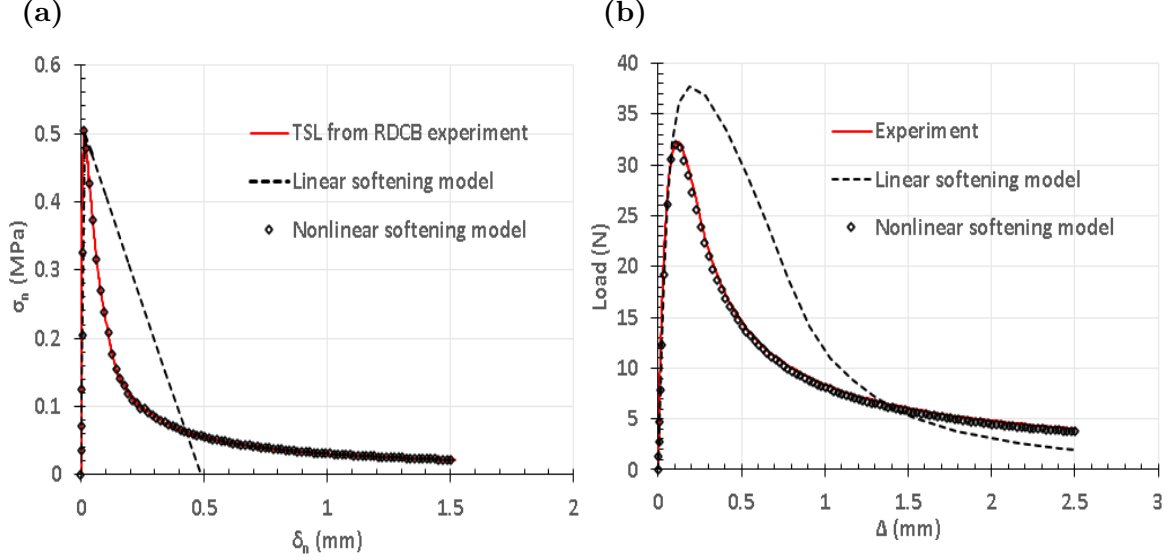 (a)
0.6
0.5
0.4
0.3
0.2
0.1
0
σn (MPa)
TSL from RDCB experiment
Linear softening model
Nonlinear softening model
0
0.5
1
1.5
2
δn (mm)
(b)
40
35
30
25
20
15
10
5
0
Load (N)
Experiment
Linear softening model
Nonlinear softening model
0
0.5
1
1.5
2
2.5
3
Δ (mm)